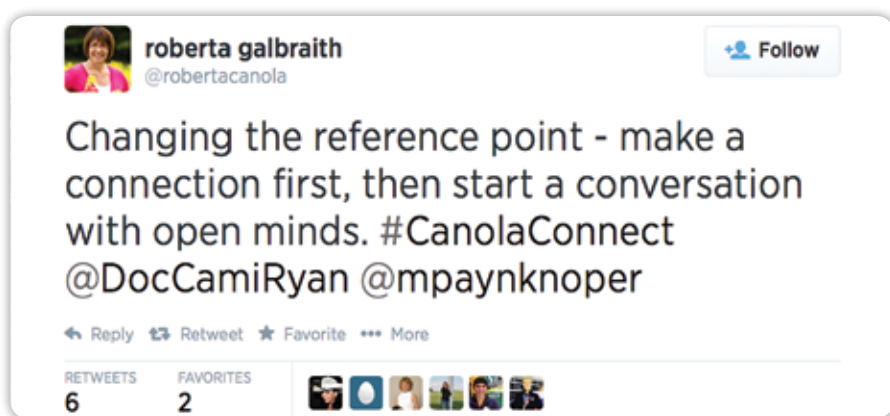 roberta galbraith
@robertacanola
Follow
Changing the reference point - make a
connection first, then start a conversation
with open minds. #CanolaConnect
@DocCamiRyan @mpaynknoper
Reply Retweet Favorite More
RETWEETS FAVORITES
6 2